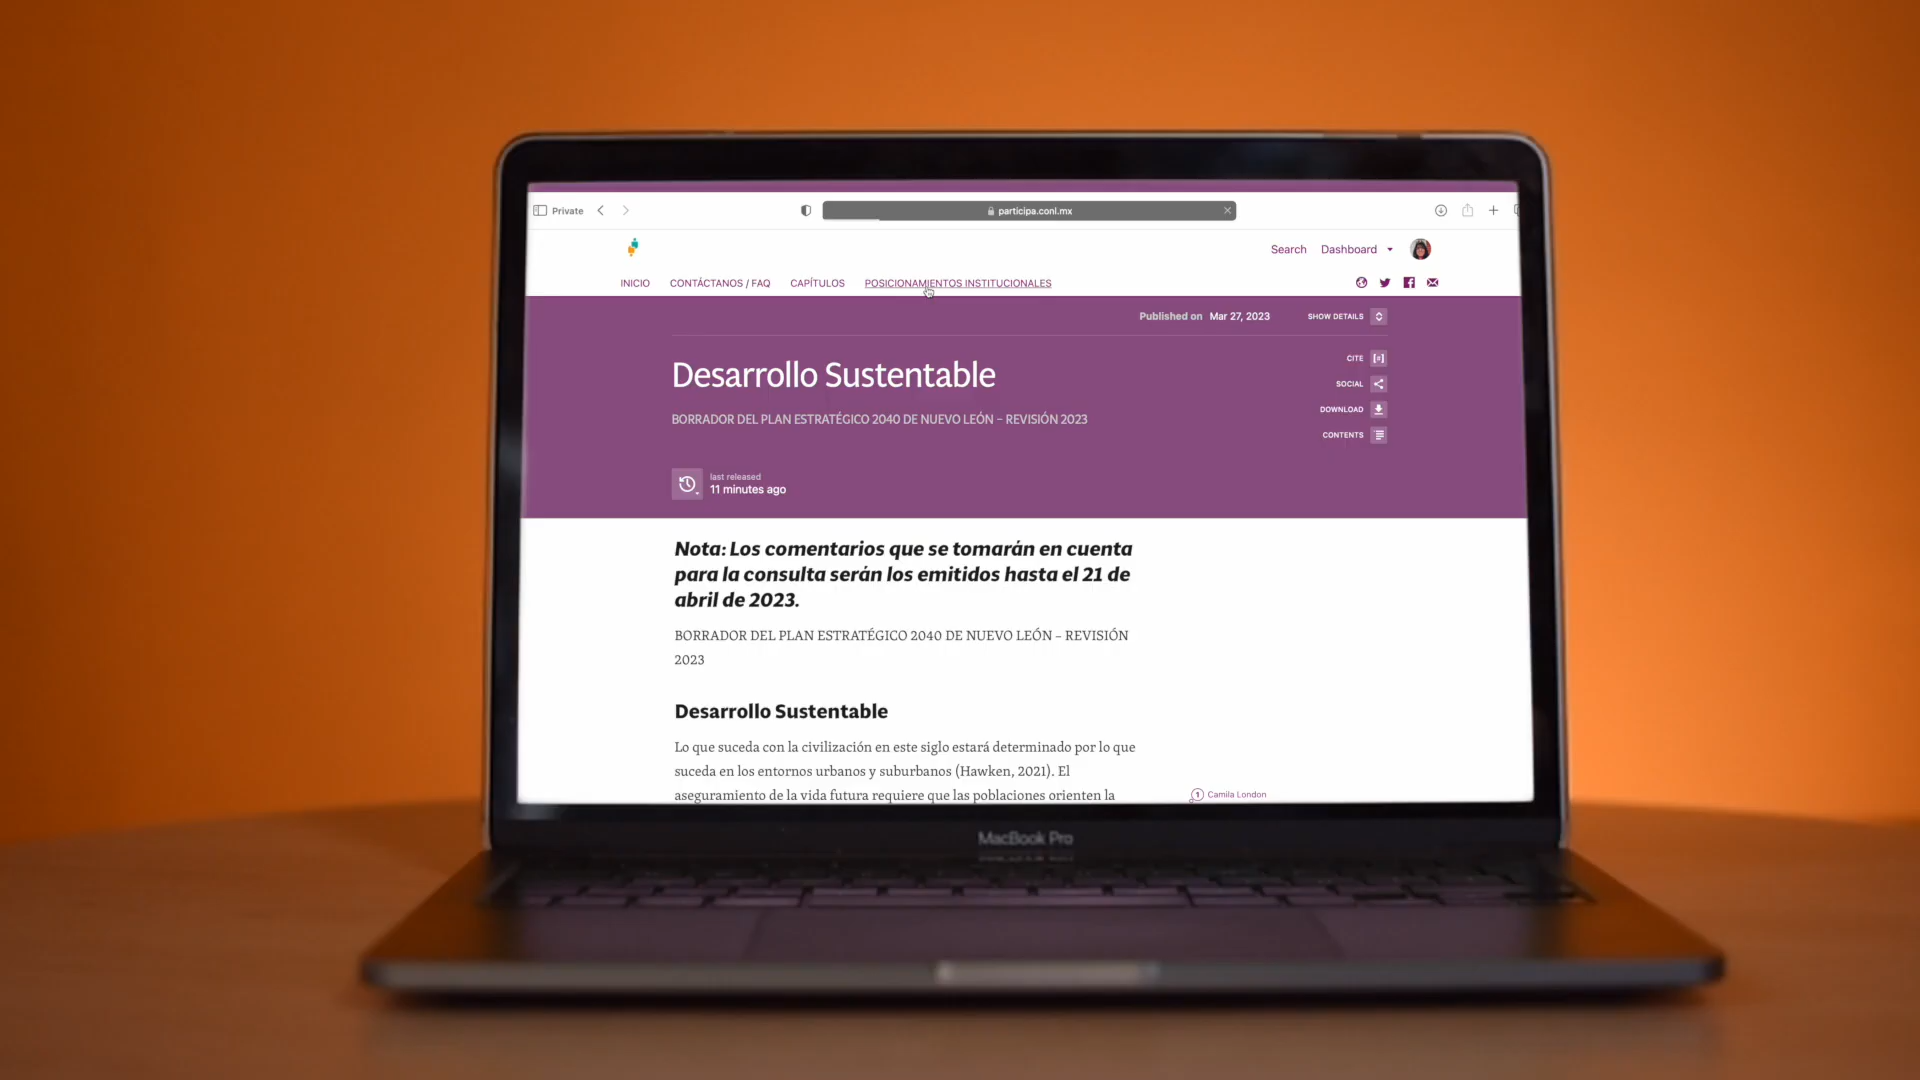 Private
participa.conl.mx
Search Dashboard
INICIO CONTÁCTANOS / FAQ CAPÍTULOS POSICIONAMIENTOS INSTITUCIONALES
Published on Mar 27, 2023 SHOW DETAILS
Desarrollo Sustentable
BORRADOR DEL PLAN ESTRATÉGICO 2040 DE NUEVO LEÓN – REVISIÓN 2023
CITE
SOCIAL
DOWNLOAD
CONTENTS
last released
11 minutes ago
Nota: Los comentarios que se tomarán en cuenta
para la consulta serán los emitidos hasta el 21 de
abril de 2023.
BORRADOR DEL PLAN ESTRATÉGICO 2040 DE NUEVO LEÓN – REVISIÓN
2023
Desarrollo Sustentable
Lo que suceda con la civilización en este siglo estará determinado por lo que
suceda en los entornos urbanos y suburbanos (Hawken, 2021). El
aseguramiento de la vida futura requiere que las poblaciones orienten la
1 Camila London
MacBook Pro